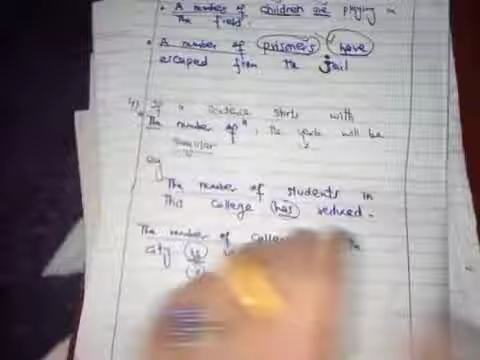 • A number of children are playing in
the field.
• A number of prisoners have
escaped from the jail
4) If a sentence starts with
"The number of", the verb will be
singular
eg
The number of students in
this college has reduced.
The number of
city is